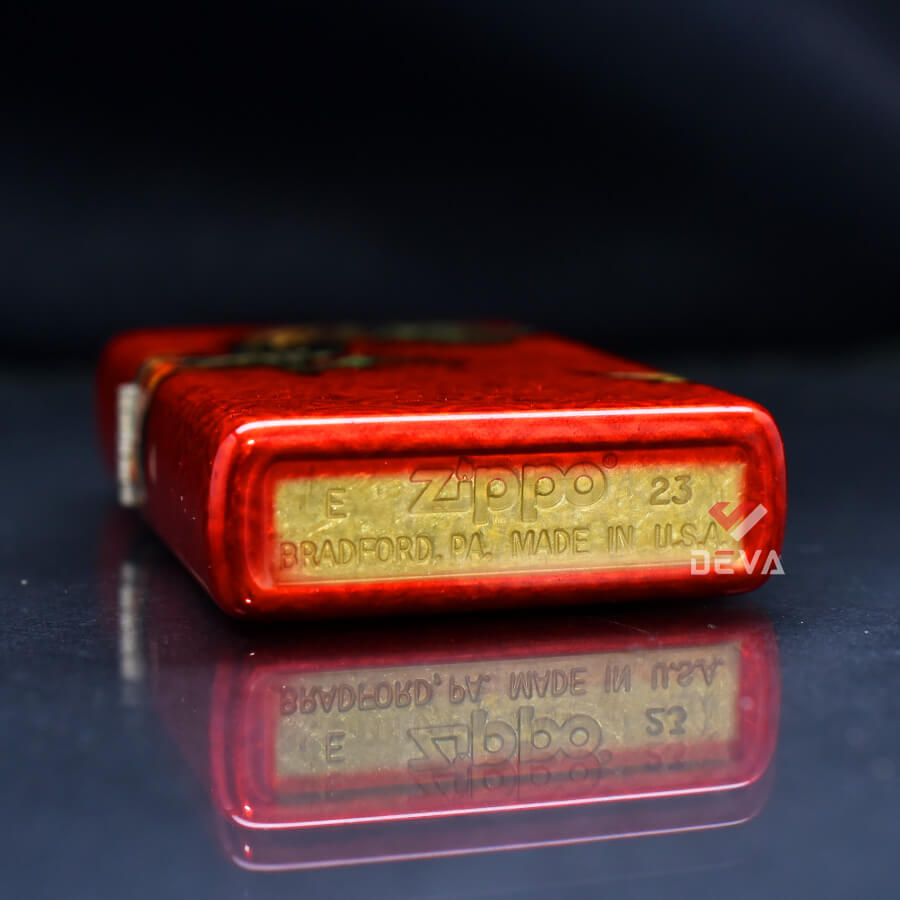 E zippo® 23
BRADFORD, PA. MADE IN U.S.A.
DEVA